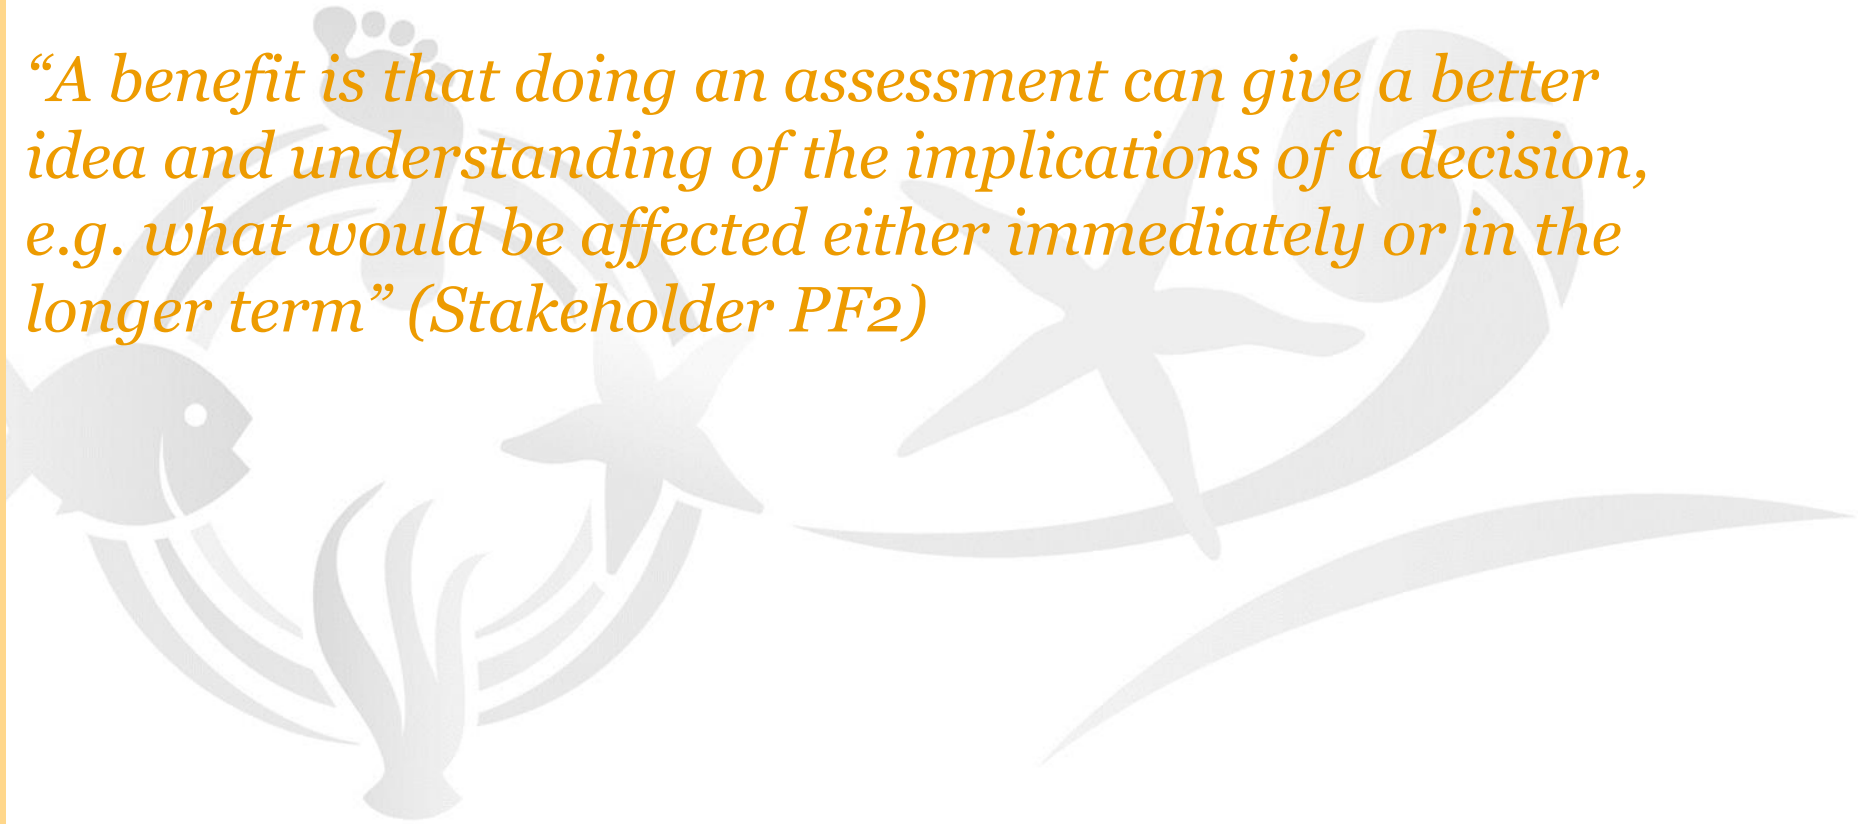 “A benefit is that doing an assessment can give a better
idea and understanding of the implications of a decision,
e.g. what would be affected either immediately or in the
longer term” (Stakeholder PF2)